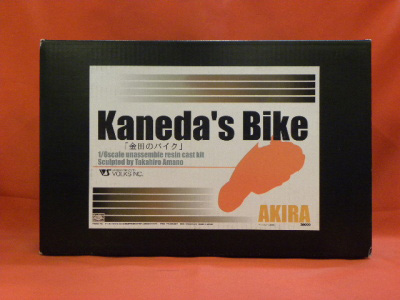 Kaneda's Bike
「金田のバイク」
1/6scale unassemble resin cast kit
Sculpted by Takahiro Amano
VS
VOLKS INC.
AKIRA